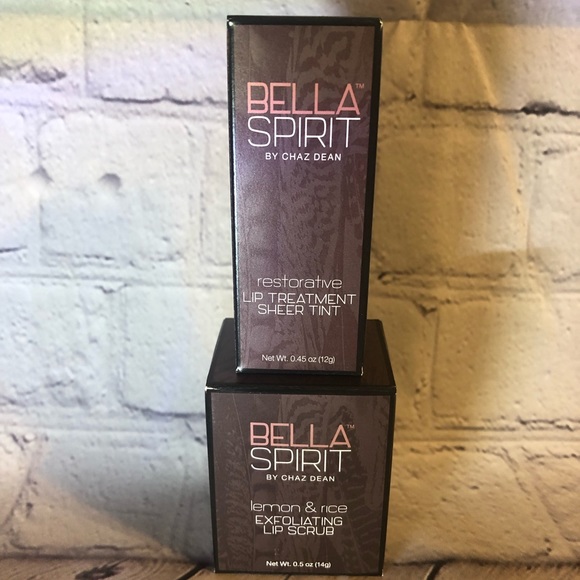 BELLA™
SPIRIT
BY CHAZ DEAN
restorative
LIP TREATMENT
SHEER TINT
Net Wt. 0.45 oz (12g)
BELLA™
SPIRIT
BY CHAZ DEAN
lemon & rice
EXFOLIATING
LIP SCRUB
Net Wt. 0.5 oz (14g)